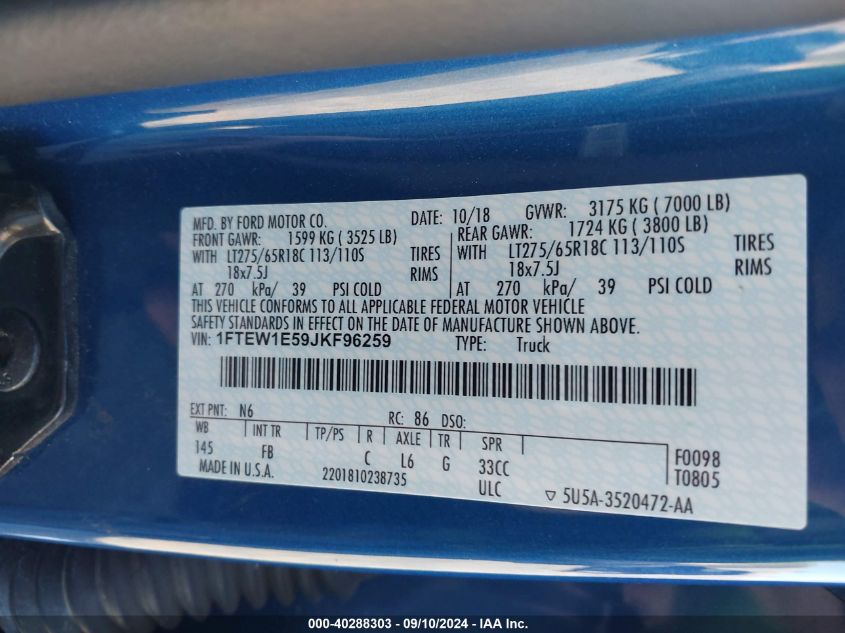 MFD. BY FORD MOTOR CO. DATE: 10/18 GVWR: 3175 KG ( 7000 LB)
FRONT GAWR: 1599 KG ( 3525 LB) REAR GAWR: 1724 KG ( 3800 LB)
WITH LT275/65R18C 113/110S TIRES WITH LT275/65R18C 113/110S TIRES
18x7.5J RIMS 18x7.5J RIMS
AT 270 kPa/ 39 PSI COLD AT 270 kPa/ 39 PSI COLD
THIS VEHICLE CONFORMS TO ALL APPLICABLE FEDERAL MOTOR VEHICLE
SAFETY STANDARDS IN EFFECT ON THE DATE OF MANUFACTURE SHOWN ABOVE.
VIN: 1FTEW1E59JKF96259 TYPE: Truck
EXT PNT: N6 RC: 86 DSO:
WB INT TR TP/PS R AXLE TR SPR
145 FB C L6 G 33CC F0098
MADE IN U.S.A. 2201810238735 ULC T0805
▽ 5U5A-3520472-AA
000-40288303 - 09/10/2024 - IAA Inc.